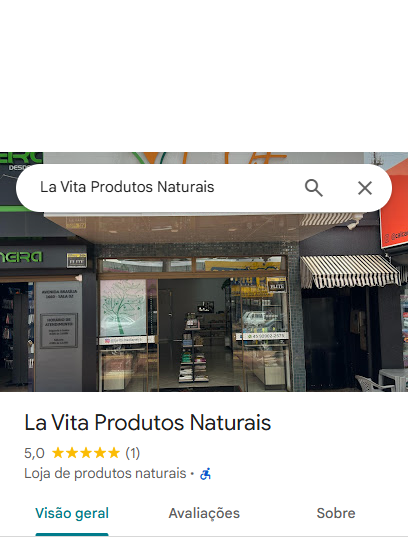 La Vita Produtos Naturais
La Vita Produtos Naturais
5,0 (1)
Loja de produtos naturais ·
Visão geral
Avaliações
Sobre